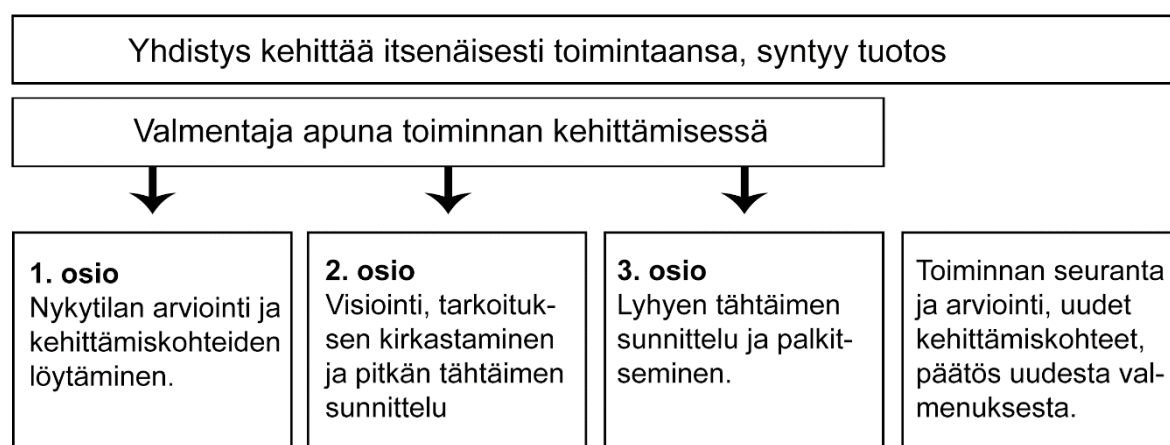 Yhdistys kehittää itsenäisesti toimintaansa, syntyy tuotos
Valmentaja apuna toiminnan kehittämisessä
1. osio
Nykytilan arviointi ja
kehittämiskohteiden
löytäminen.
2. osio
Visiointi, tarkoituk-
sen kirkastaminen
ja pitkän tähtäimen
sunnittelu
3. osio
Lyhyen tähtäimen
sunnittelu ja palkit-
seminen.
Toiminnan seuranta
ja arviointi, uudet
kehittämiskohteet,
päätös uudesta val-
menuksesta.